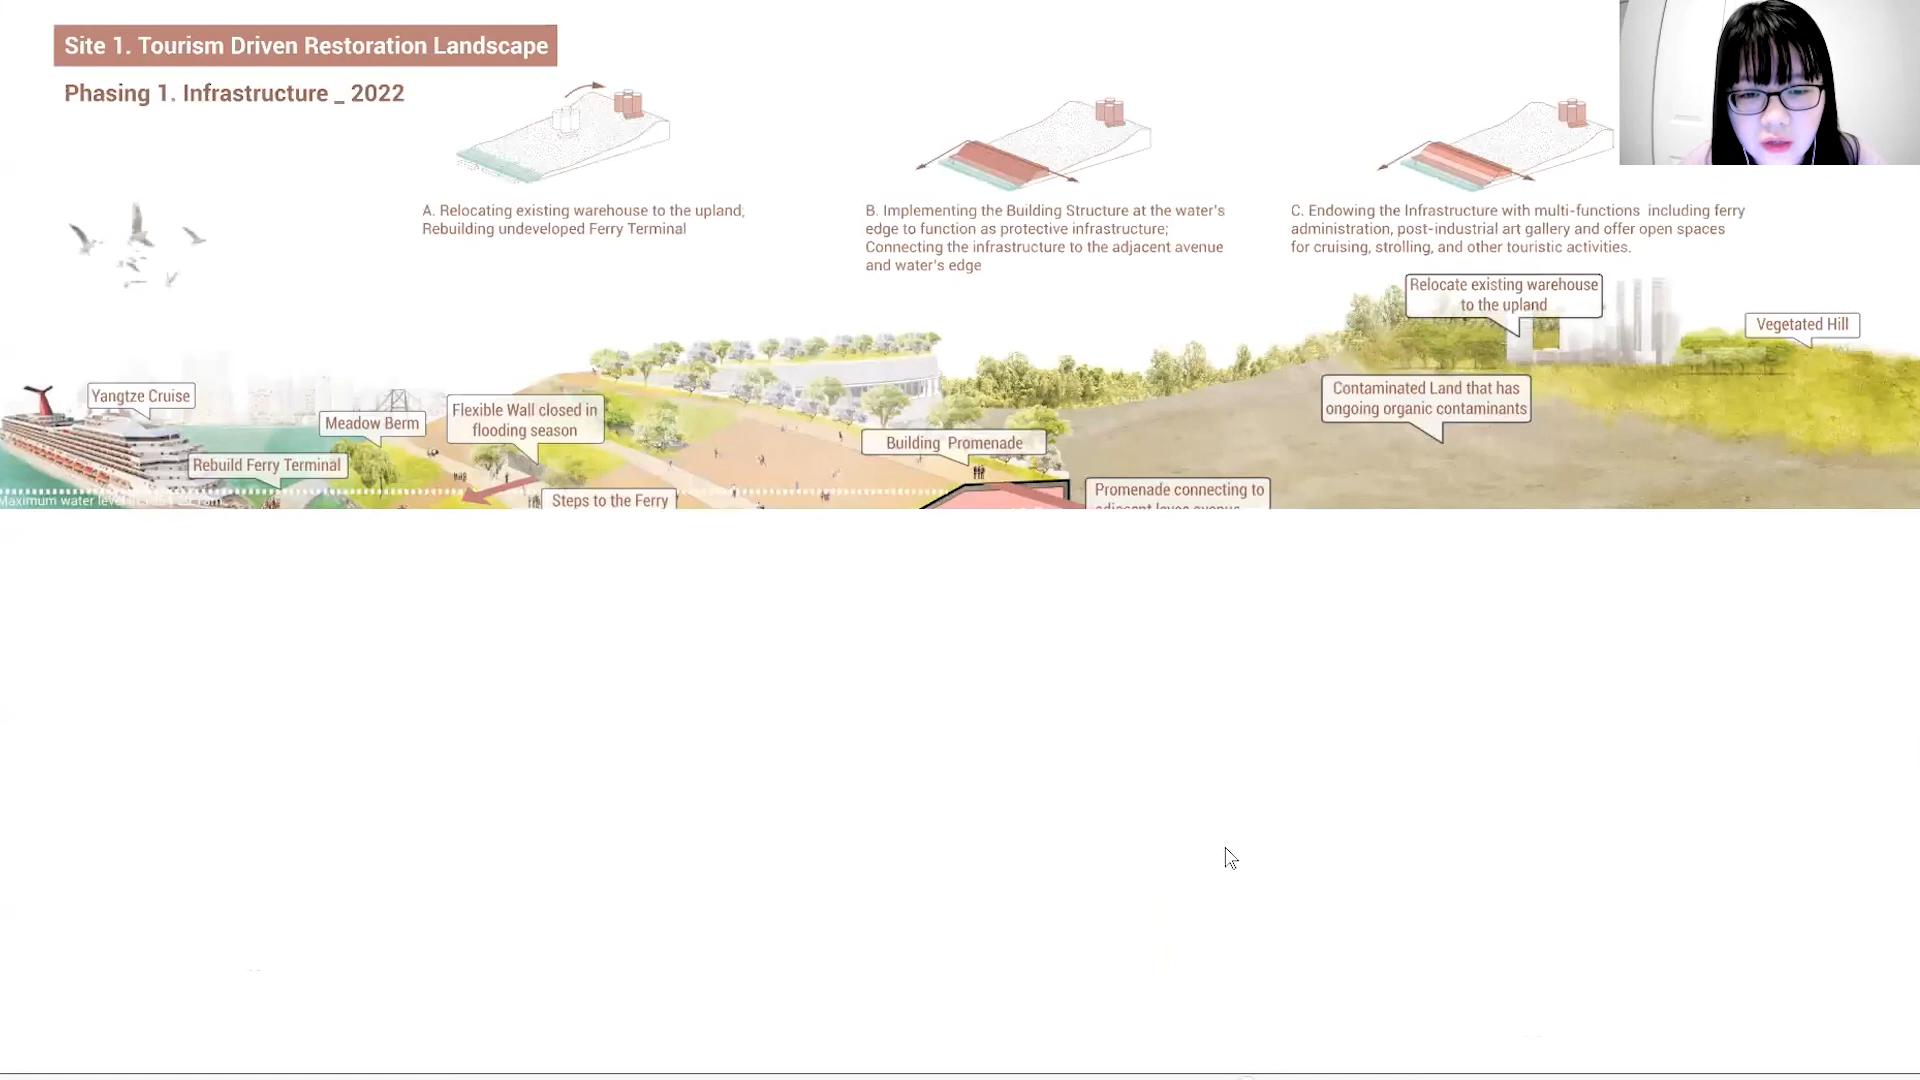 Site 1. Tourism Driven Restoration Landscape
Phasing 1. Infrastructure _ 2022
A. Relocating existing warehouse to the upland;
Rebuilding undeveloped Ferry Terminal
B. Implementing the Building Structure at the water's
edge to function as protective infrastructure;
Connecting the infrastructure to the adjacent avenue
and water's edge
C. Endowing the Infrastructure with multi-functions including ferry
administration, post-industrial art gallery and offer open spaces
for cruising, strolling, and other touristic activities.
Relocate existing warehouse
to the upland
Vegetated Hill
Yangtze Cruise
Meadow Berm
Flexible Wall closed in
flooding season
Contaminated Land that has
ongoing organic contaminants
Building Promenade
Rebuild Ferry Terminal
Maximum water level
Steps to the Ferry
Promenade connecting to